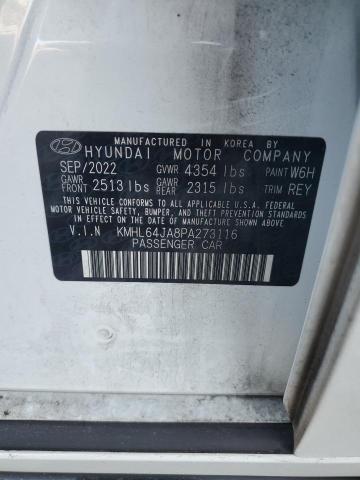 MANUFACTURED IN KOREA BY
HYUNDAI MOTOR COMPANY
SEP/2022 GVWR 4354 lbs PAINT W6H
GAWR FRONT 2513 lbs GAWR REAR 2315 lbs TRIM REY
THIS VEHICLE CONFORMS TO ALL APPLICABLE U.S.A. FEDERAL
MOTOR VEHICLE SAFETY, BUMPER, AND THEFT PREVENTION STANDARDS
IN EFFECT ON THE DATE OF MANUFACTURE SHOWN ABOVE.
V.I.N KMHL64JA8PA273116
PASSENGER CAR